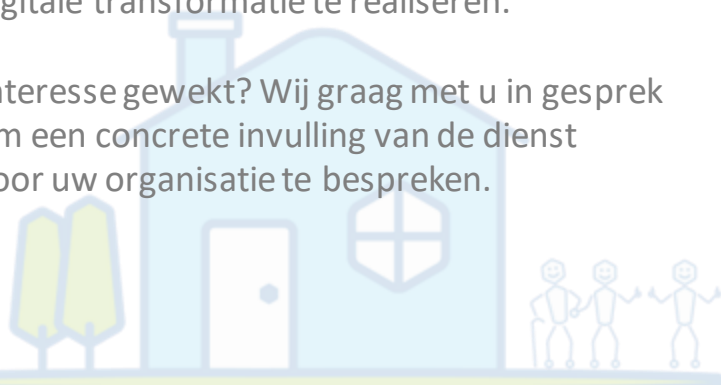 gitale transformatie te realiseren.
nteresse gewekt? Wij graag met u in gesprek
m een concrete invulling van de dienst
oor uw organisatie te bespreken.